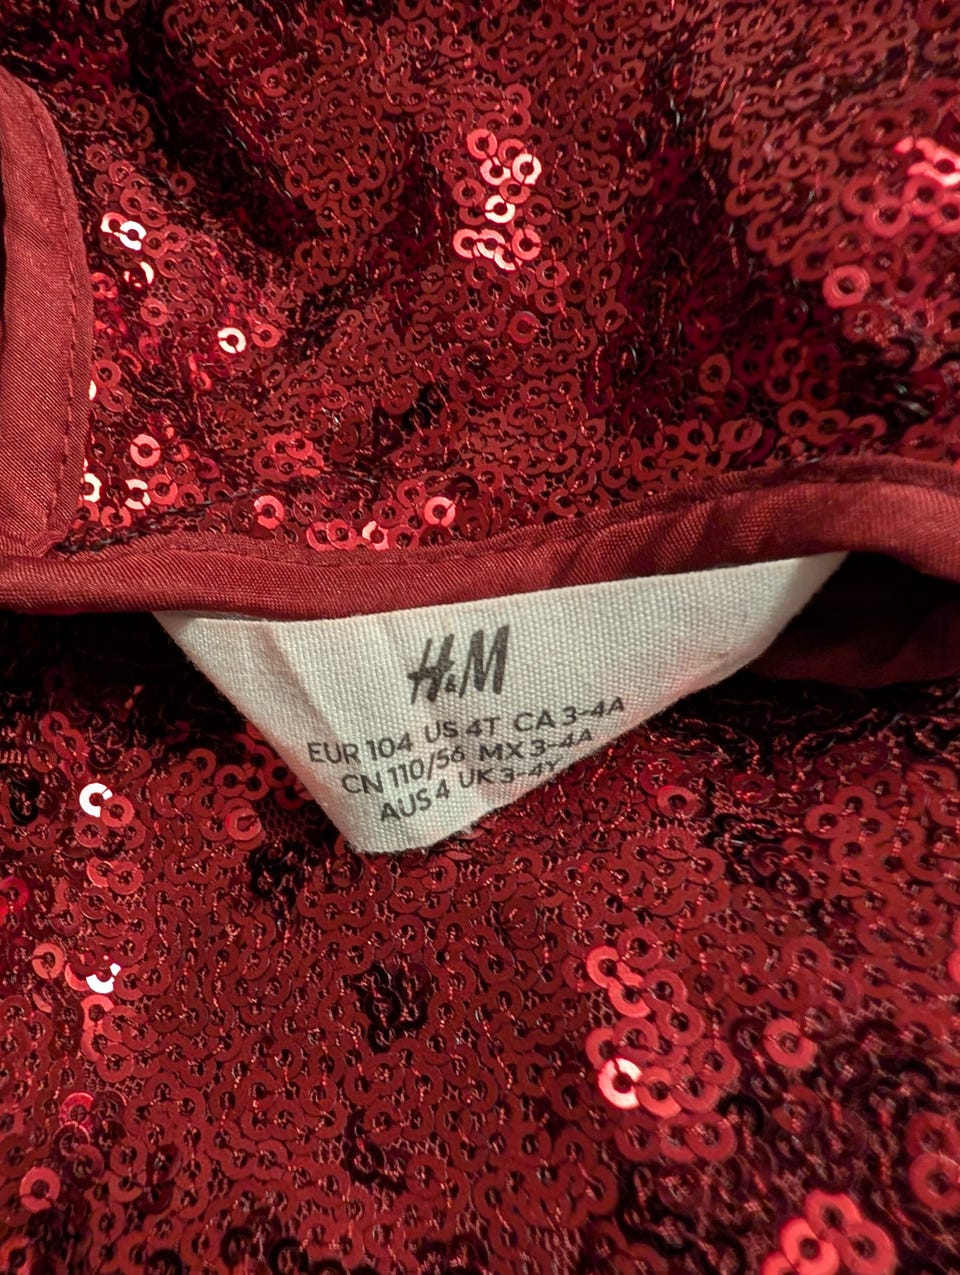 H&M
EUR 104 US 4T CA 3-4A
CN 110/56 MX 3-4A
AUS 4 UK 3-4Y